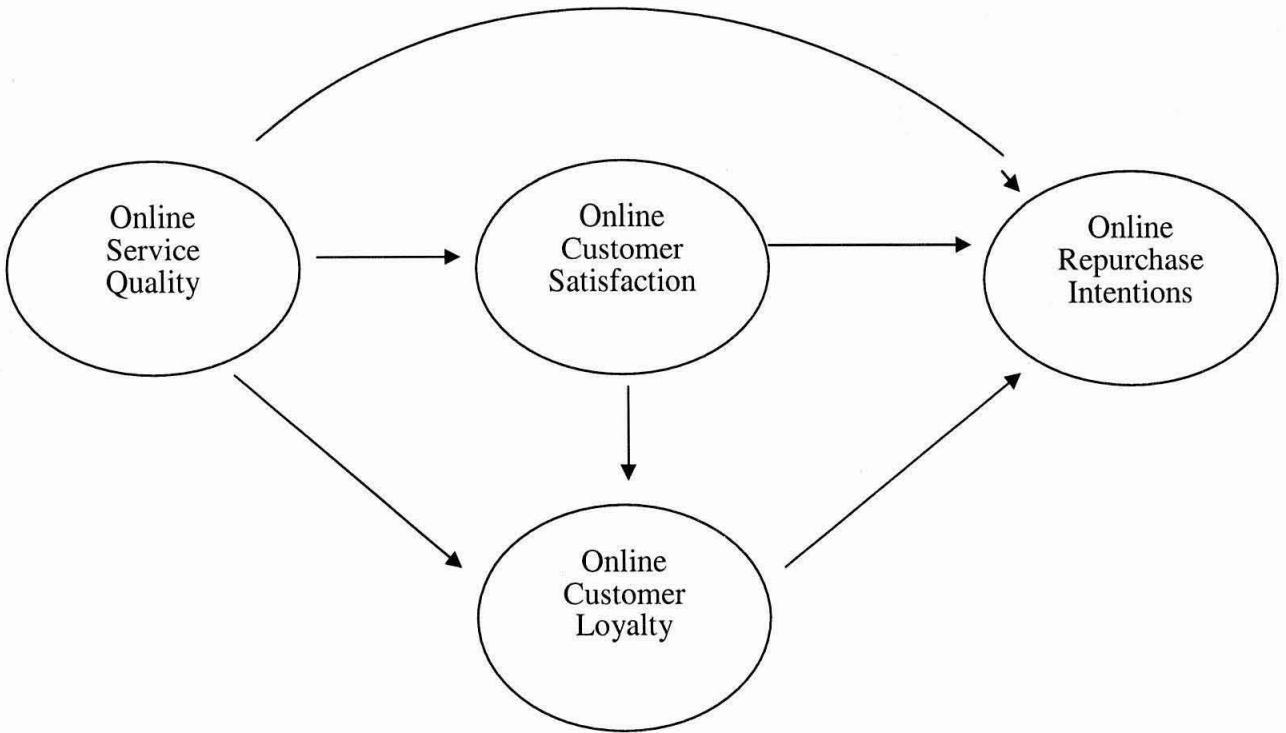 Online
Service
Quality
Online
Customer
Satisfaction
Online
Repurchase
Intentions
Online
Customer
Loyalty